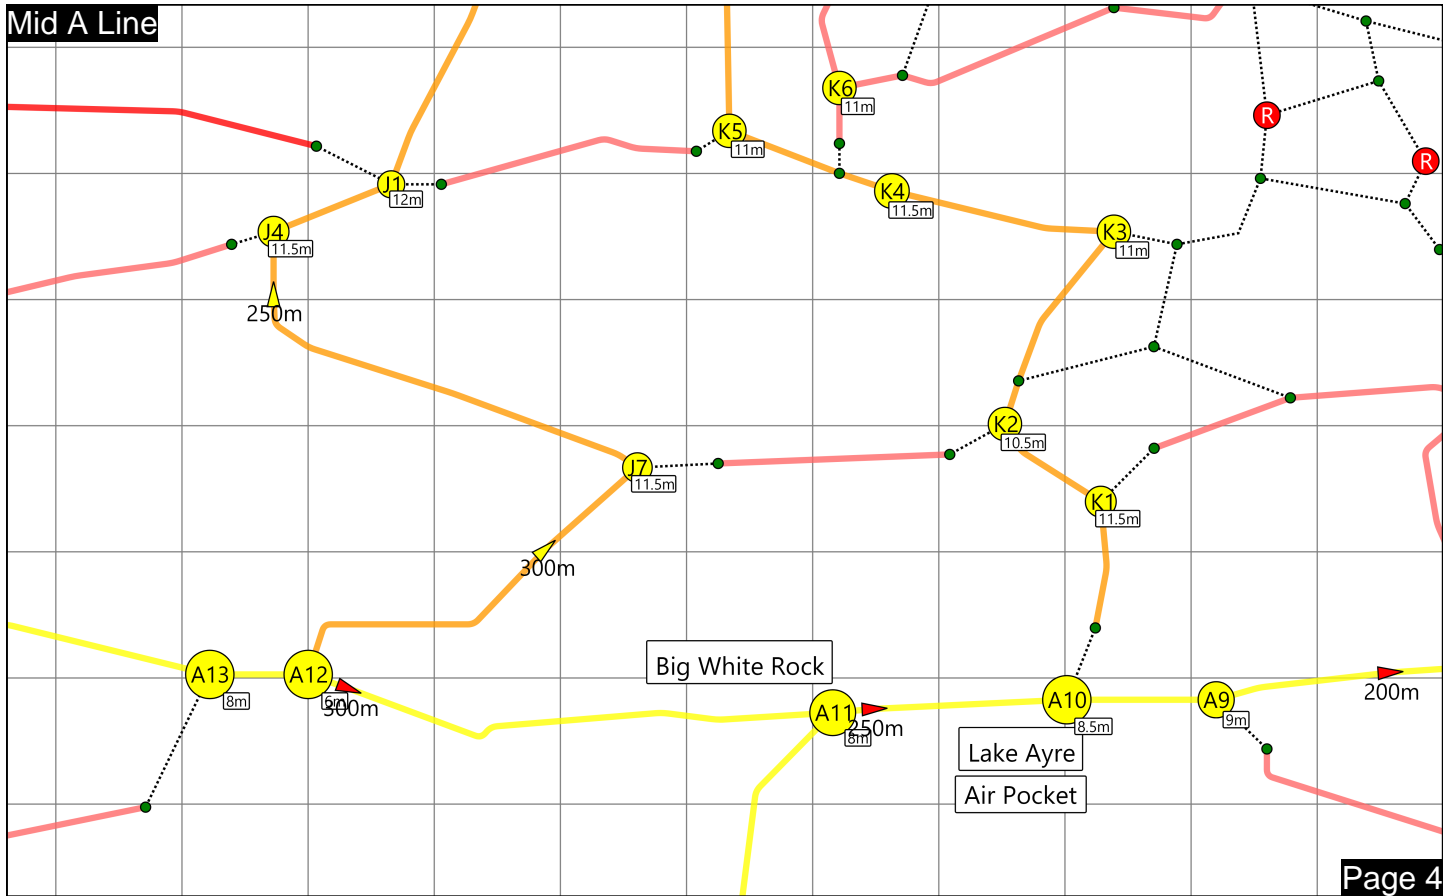 Mid A Line
K6
11m
R
K5
11m
R
J1
12m
K4
11.5m
J4
11.5m
K3
11m
250m
K2
10.5m
J7
11.5m
K1
11.5m
300m
Big White Rock
A13
8m
A12
6m
300m
A11
8m
250m
A10
8.5m
A9
9m
200m
Lake Ayre
Air Pocket
Page 4